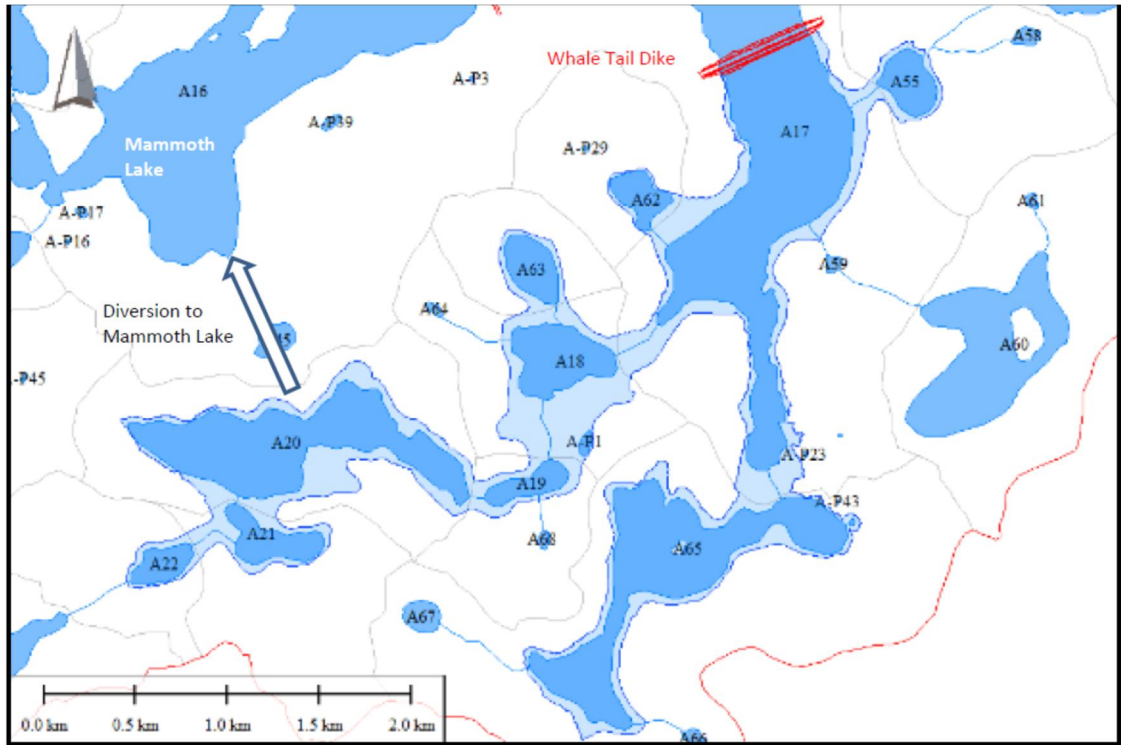 A58
Whale Tail Dike
A55
A16
A-P3
A-P39
A17
Mammoth
Lake
A-P29
A62
A61
A-P17
A-P16
A63
A59
Diversion to
Mammoth Lake
A64
A60
A18
A-P45
A20
A-P1
A-P23
A19
A-P43
A21
A68
A65
A22
A67
0.0 km
0.5 km
1.0 km
1.5 km
2.0 km
A66